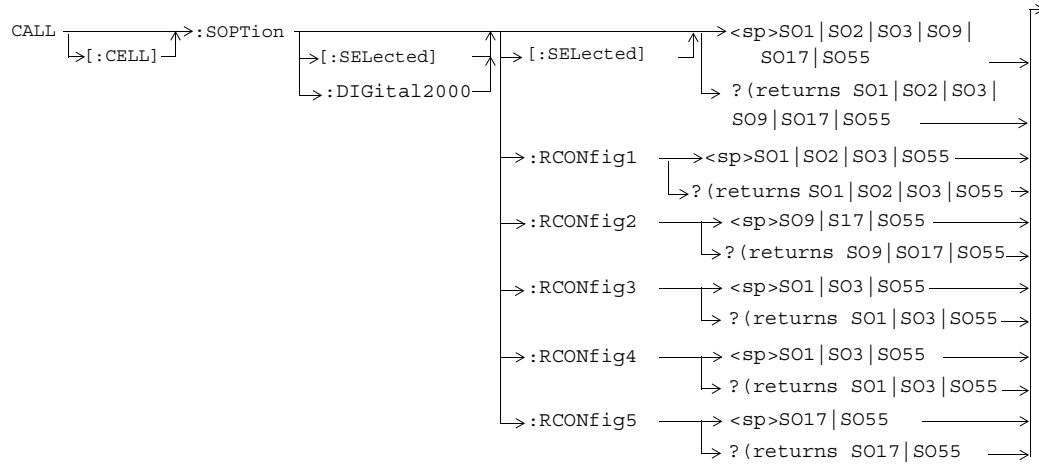 CALL :SOPTion <sp>SO1|SO2|SO3|SO9|
[:CELL] [:SELected] [:SELected] SO17|SO55
:DIGital2000 ?(returns SO1|SO2|SO3|
SO9|SO17|SO55
:RCONfig1 <sp>SO1|SO2|SO3|SO55
?(returns SO1|SO2|SO3|SO55
:RCONfig2 <sp>SO9|S17|SO55
?(returns SO9|SO17|SO55
:RCONfig3 <sp>SO1|SO3|SO55
?(returns SO1|SO3|SO55
:RCONfig4 <sp>SO1|SO3|SO55
?(returns SO1|SO3|SO55
:RCONfig5 <sp>SO17|SO55
?(returns SO17|SO55